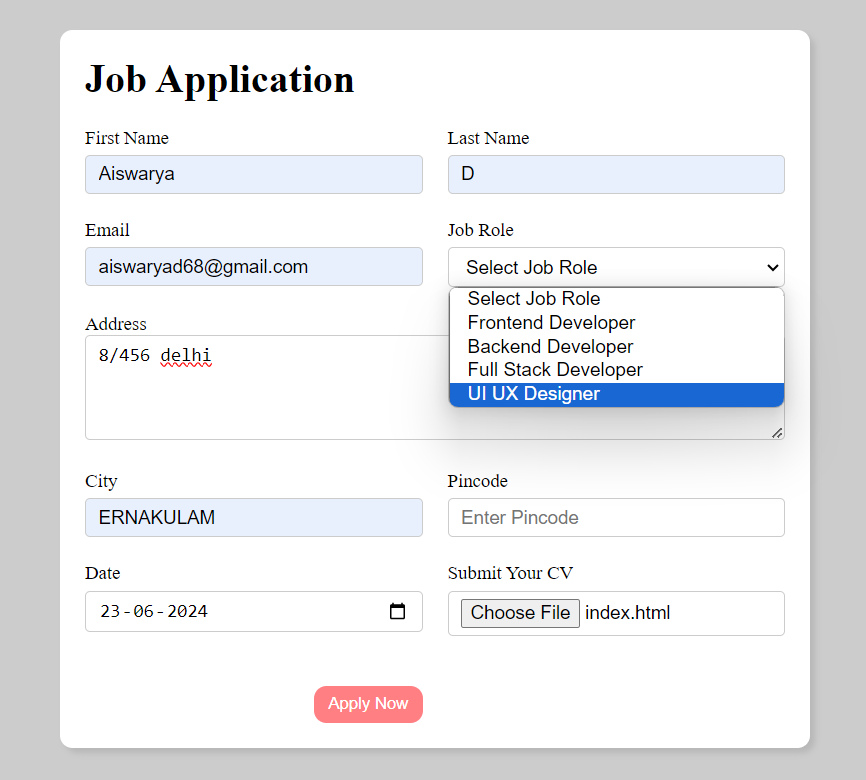 Job Application
First Name
Last Name
Aiswarya
D
Email
Job Role
aiswaryad68@gmail.com
Select Job Role
Select Job Role
Frontend Developer
Backend Developer
Full Stack Developer
UI UX Designer
Address
8/456 delhi
City
Pincode
ERNAKULAM
Enter Pincode
Date
Submit Your CV
23-06-2024
Choose File index.html
Apply Now